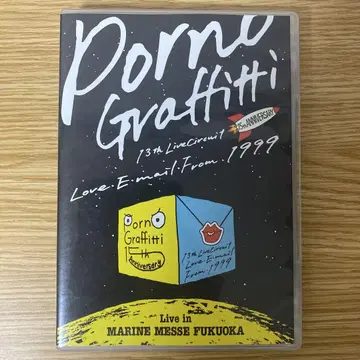 Porno
Graffitti
13th LiveCircuit
15th ANNIVERSARY
Love・E-mail・From・1999
PornO
Graffitti
Anniversary
13th LiveCircuit
Love・E-mail
From・1999
Live in
MARINE MESSE FUKUOKA